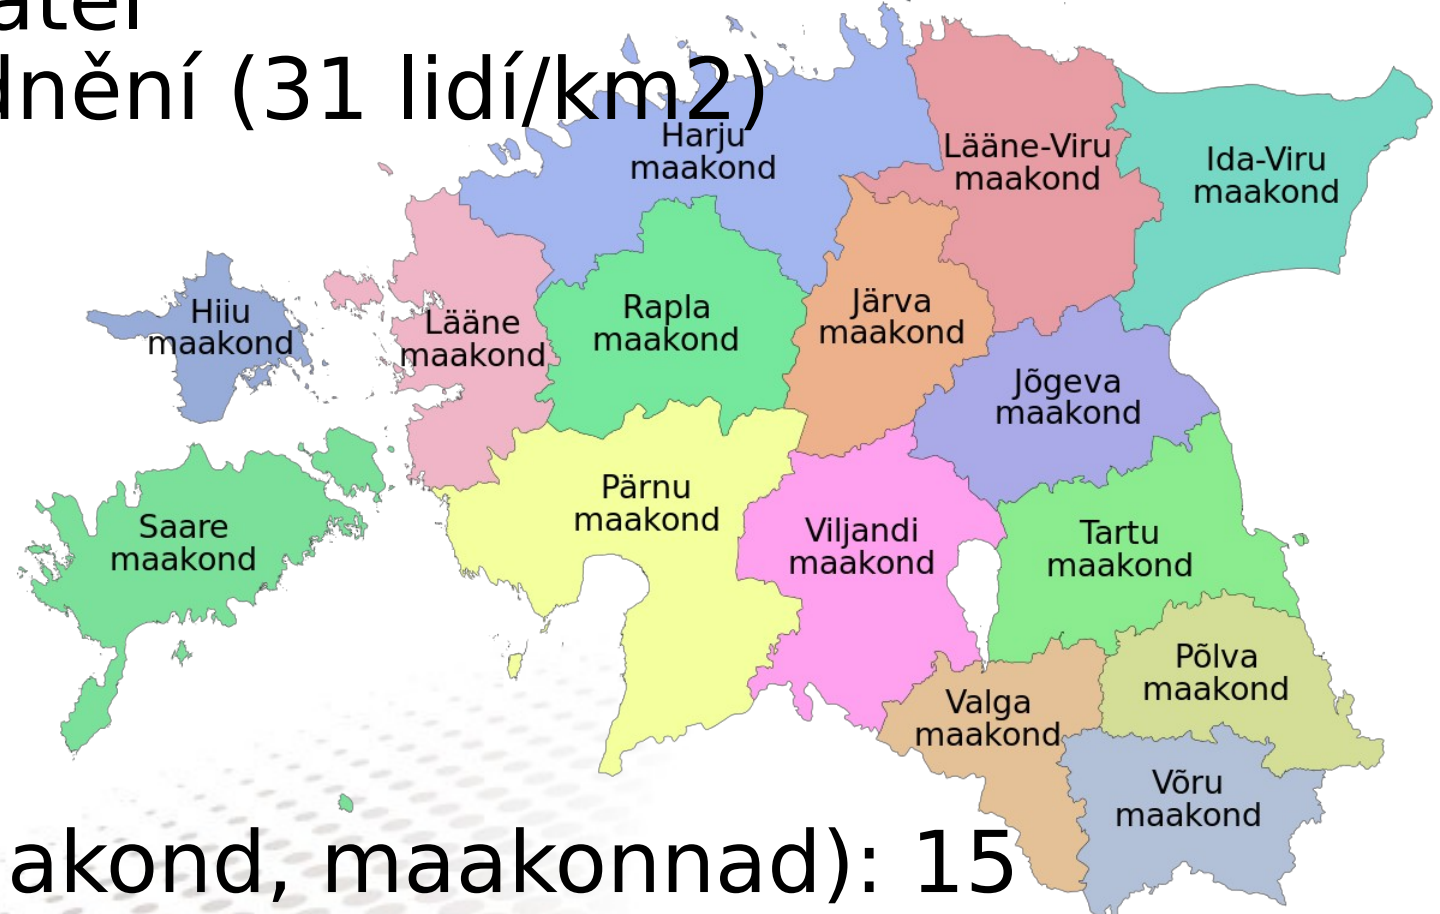 atel
dnění (31 lidí/km2)
Harju
maakond
Lääne-Viru
maakond
Ida-Viru
maakond
Hiiu
maakond
Lääne
maakond
Rapla
maakond
Järva
maakond
Jõgeva
maakond
Saare
maakond
Pärnu
maakond
Viljandi
maakond
Tartu
maakond
Põlva
maakond
Valga
maakond
Võru
maakond
akond, maakonnad): 15